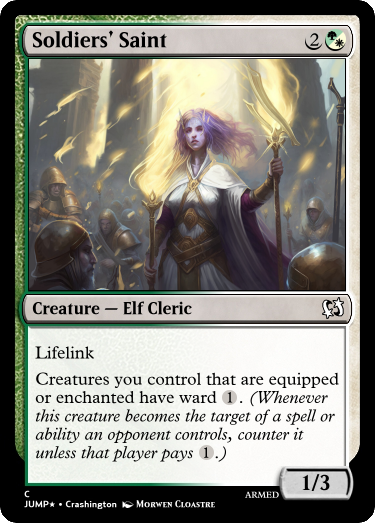 Soldiers' Saint 2
Creature — Elf Cleric
Lifelink
Creatures you control that are equipped
or enchanted have ward 1. (Whenever
this creature becomes the target of a spell or
ability an opponent controls, counter it
unless that player pays 1.)
1/3
C
JUMP★ • Crashington Morwen Cloastre
ARMED